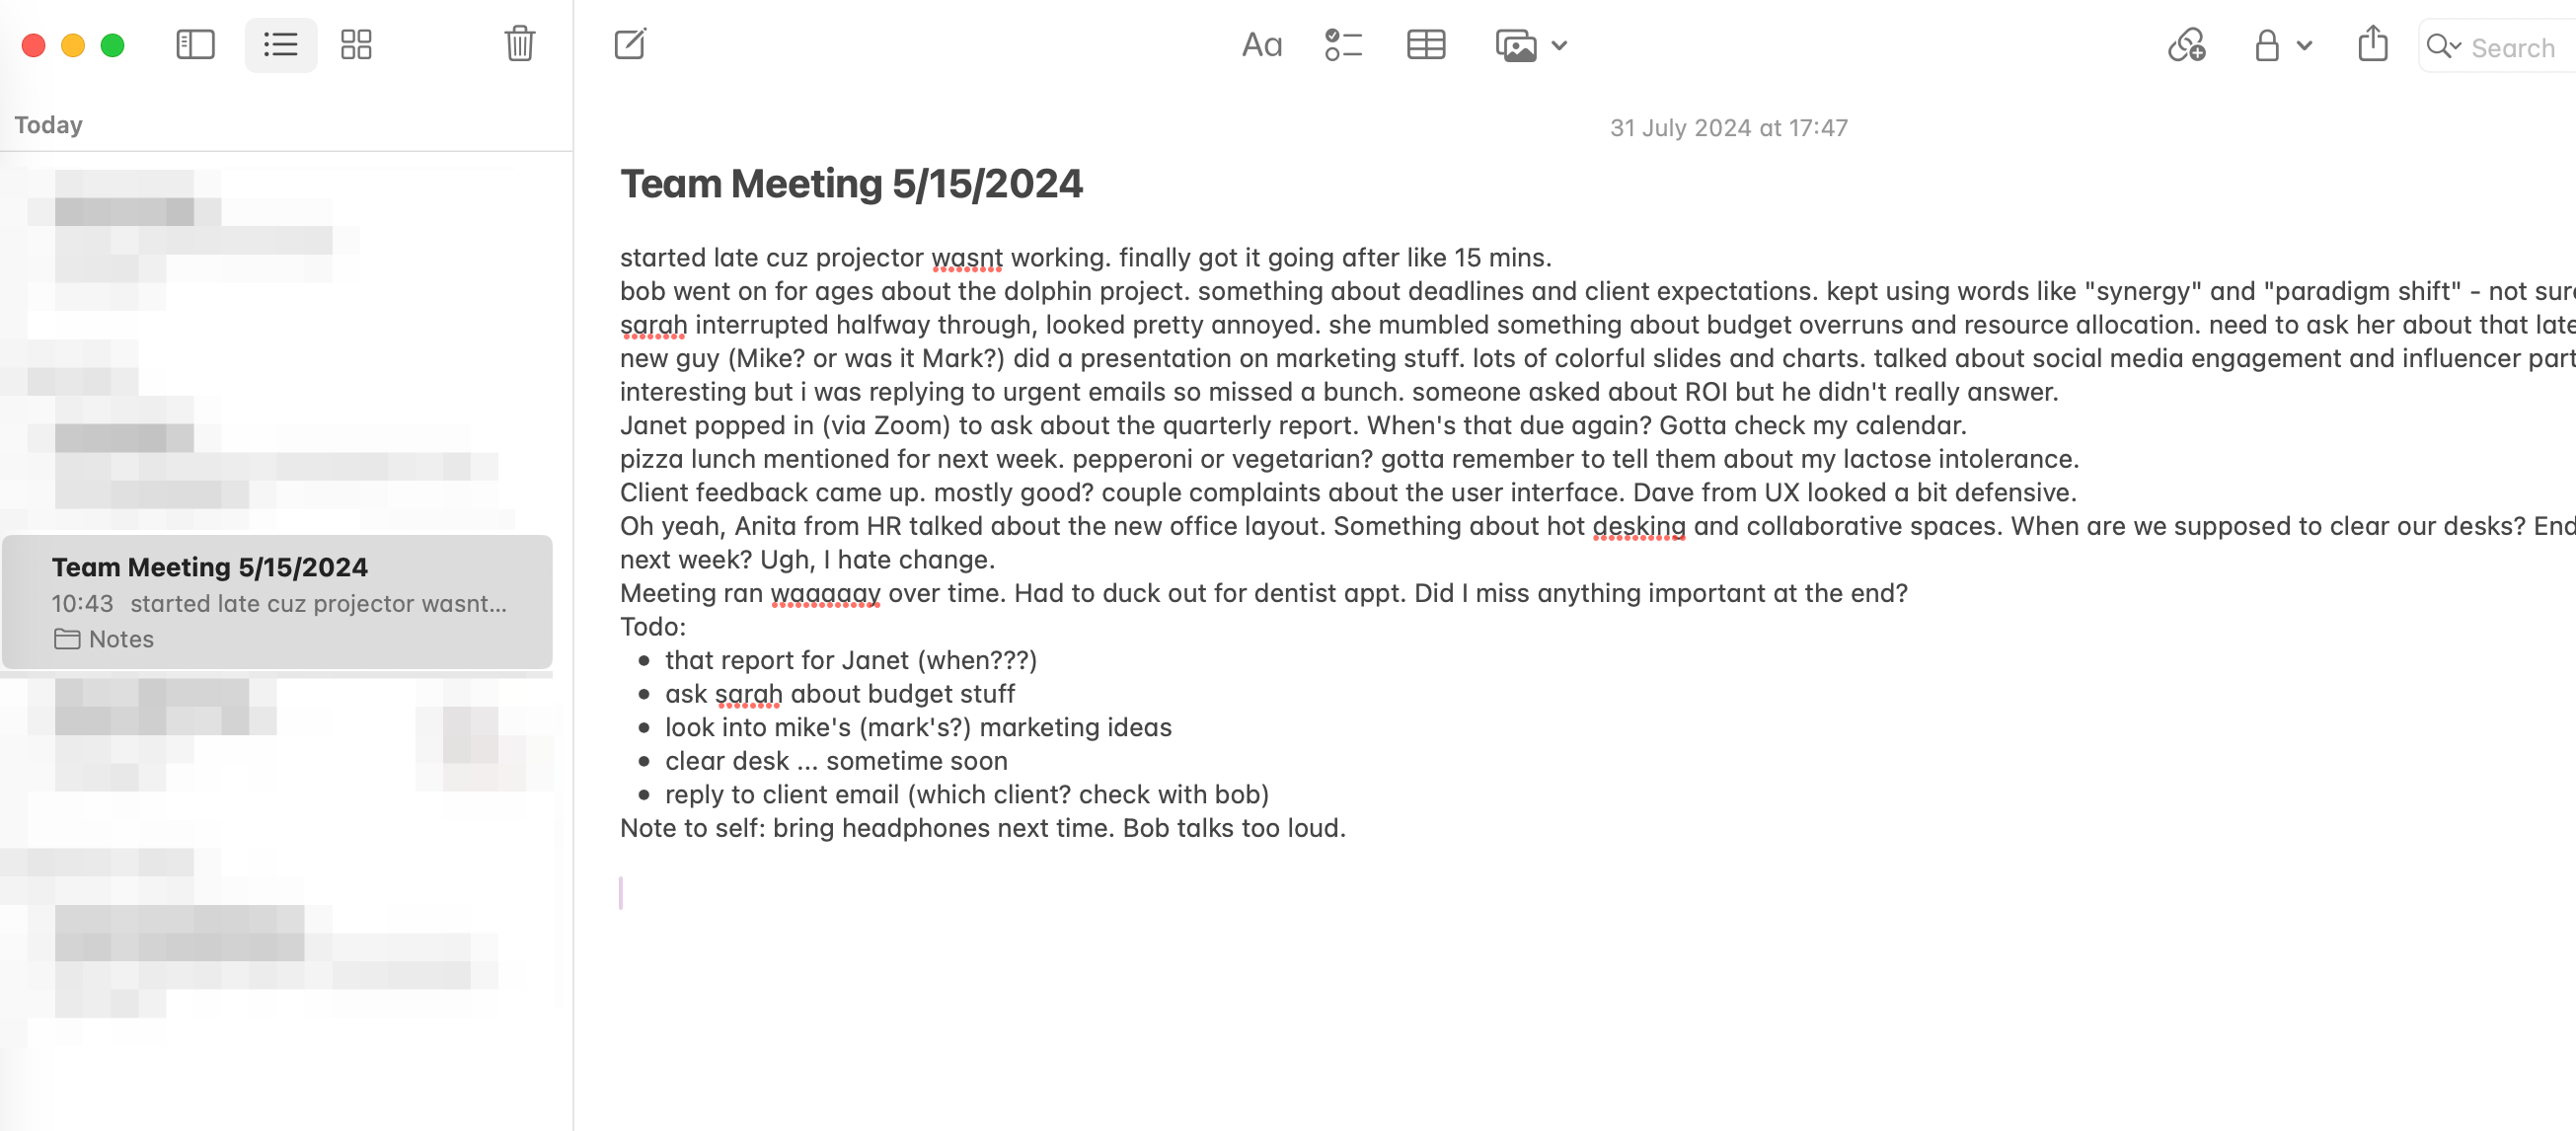 Today
Team Meeting 5/15/2024
10:43 started late cuz projector wasnt...
Notes
Aa
Search
31 July 2024 at 17:47
Team Meeting 5/15/2024
started late cuz projector wasnt working. finally got it going after like 15 mins.
bob went on for ages about the dolphin project. something about deadlines and client expectations. kept using words like "synergy" and "paradigm shift" - not
sarah interrupted halfway through, looked pretty annoyed. she mumbled something about budget overruns and resource allocation. need to ask her about that
new guy (Mike? or was it Mark?) did a presentation on marketing stuff. lots of colorful slides and charts. talked about social media engagement and influencer
interesting but i was replying to urgent emails so missed a bunch. someone asked about ROI but he didn't really answer.
Janet popped in (via Zoom) to ask about the quarterly report. When's that due again? Gotta check my calendar.
pizza lunch mentioned for next week. pepperoni or vegetarian? gotta remember to tell them about my lactose intolerance.
Client feedback came up. mostly good? couple complaints about the user interface. Dave from UX looked a bit defensive.
Oh yeah, Anita from HR talked about the new office layout. Something about hot desking and collaborative spaces. When are we supposed to clear our desks? End
next week? Ugh, I hate change.
Meeting ran waaaaay over time. Had to duck out for dentist appt. Did I miss anything important at the end?
Todo:
• that report for Janet (when???)
• ask sarah about budget stuff
• look into mike's (mark's?) marketing ideas
• clear desk ... sometime soon
• reply to client email (which client? check with bob)
Note to self: bring headphones next time. Bob talks too loud.